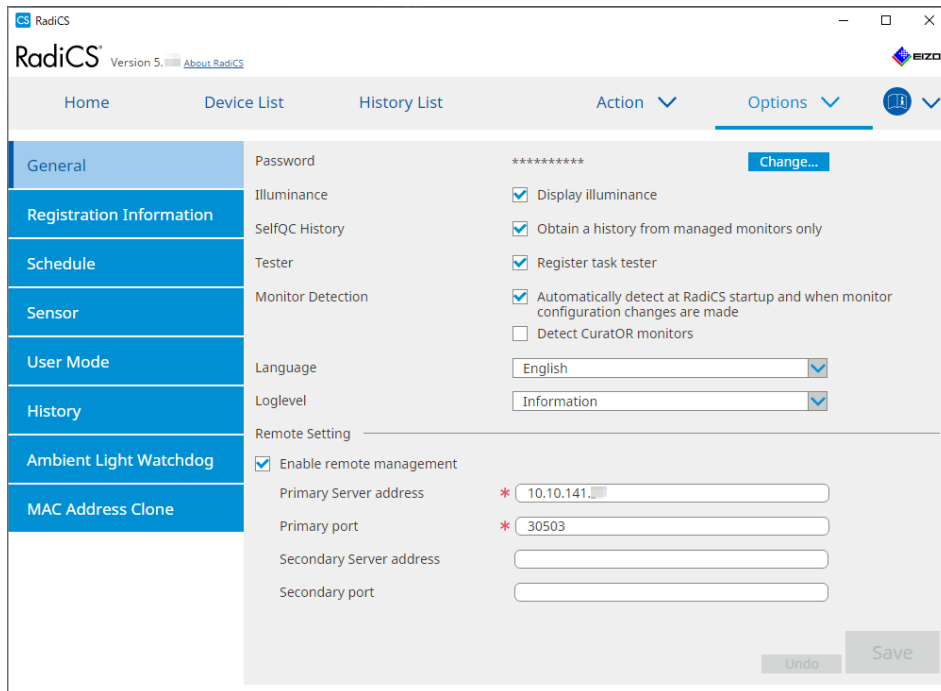 CS RadiCS
RadiCS® Version 5. About RadiCS
EIZO
Home Device List History List Action Options
General
Registration Information
Schedule
Sensor
User Mode
History
Ambient Light Watchdog
MAC Address Clone
Password ********** Change...
Illuminance Display illuminance
SelfQC History Obtain a history from managed monitors only
Tester Register task tester
Monitor Detection Automatically detect at RadiCS startup and when monitor
configuration changes are made
Detect CuratOR monitors
Language English
Loglevel Information
Remote Setting
Enable remote management
Primary Server address * 10.10.141.
Primary port * 30503
Secondary Server address
Secondary port
Undo Save